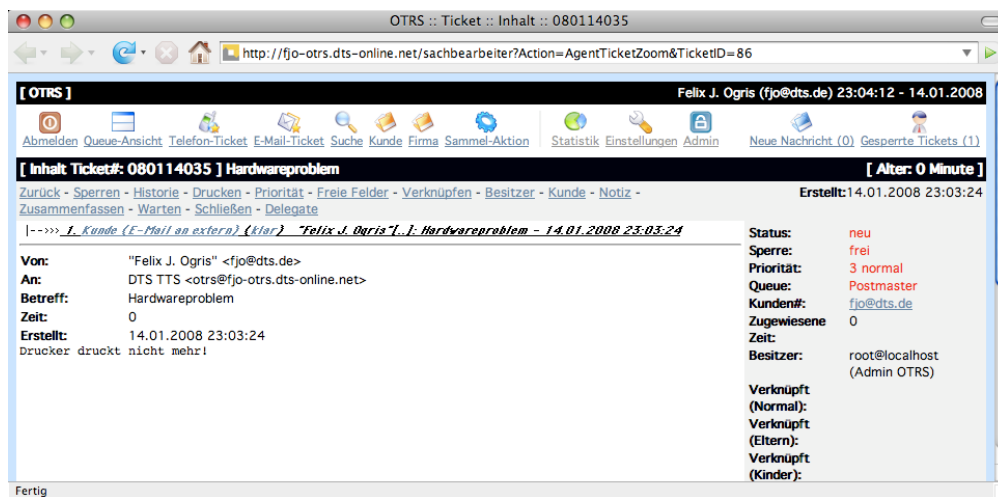 OTRS :: Ticket :: Inhalt :: 080114035
http://fjo-otrs.dts-online.net/sachbearbeiter?Action=AgentTicketZoom&TicketID=86
[ OTRS ] Felix J. Ogris (fjo@dts.de) 23:04:12 - 14.01.2008
Abmelden Queue-Ansicht Telefon-Ticket E-Mail-Ticket Suche Kunde Firma Sammel-Aktion Statistik Einstellungen Admin Neue Nachricht (0) Gesperrte Tickets (1)
[ Inhalt Ticket#: 080114035 ] Hardwareproblem [ Alter: 0 Minute ]
Zurück - Sperren - Historie - Drucken - Priorität - Freie Felder - Verknüpfen - Besitzer - Kunde - Notiz -
Zusammenfassen - Warten - Schließen - Delegate
Erstellt:14.01.2008 23:03:24
|-->>> 1. Kunde (E-Mail an extern) (klar) "Felix J. Ogris"[..]: Hardwareproblem - 14.01.2008 23:03:24
Von: "Felix J. Ogris" <fjo@dts.de>
An: DTS TTS <otrs@fjo-otrs.dts-online.net>
Betreff: Hardwareproblem
Zeit: 0
Erstellt: 14.01.2008 23:03:24
Drucker druckt nicht mehr!
Status: neu
Sperre: frei
Priorität: 3 normal
Queue: Postmaster
Kunden#: fjo@dts.de
Zugewiesene 0
Zeit:
Besitzer: root@localhost
(Admin OTRS)
Verknüpft
(Normal):
Verknüpft
(Eltern):
Verknüpft
(Kinder):
Fertig